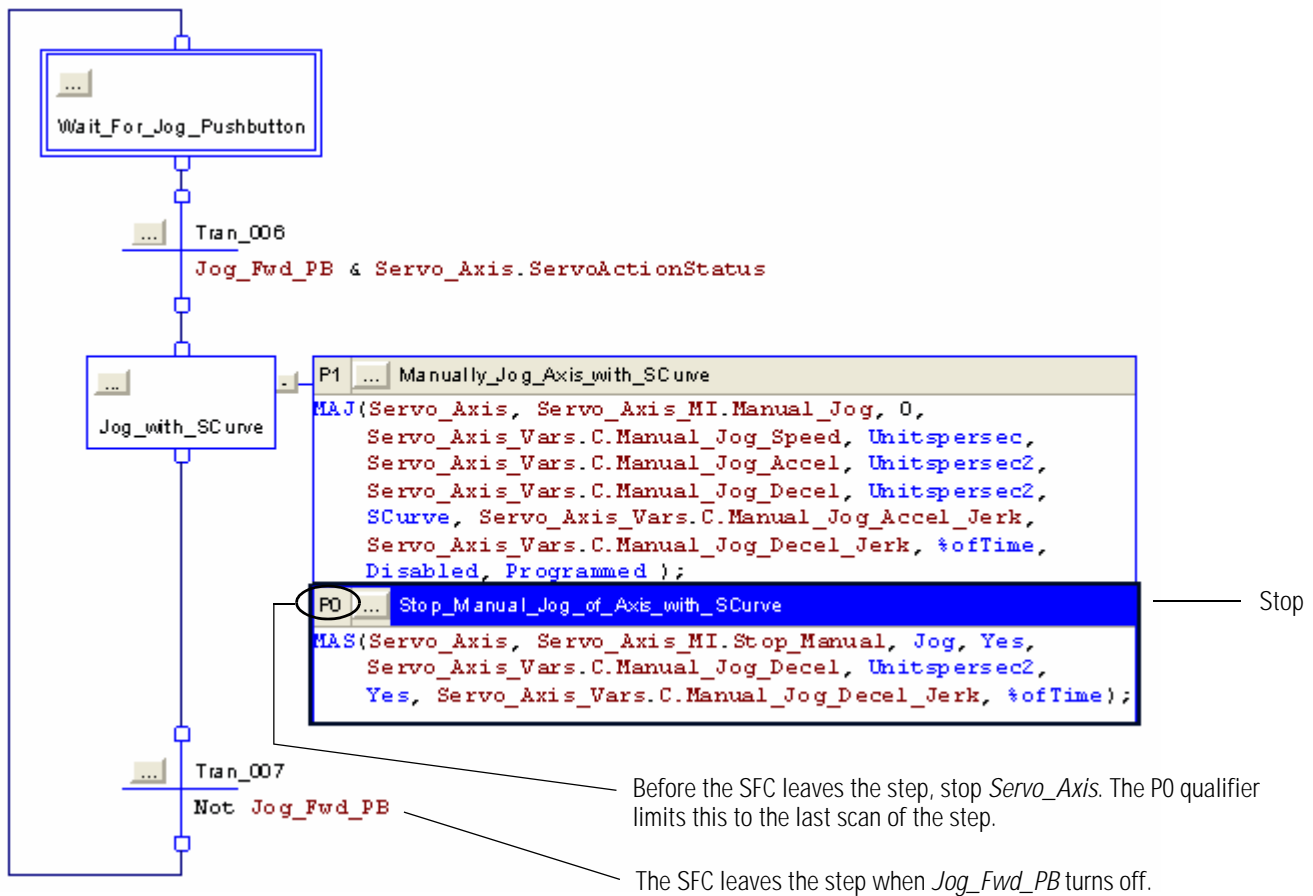 ...
Wait_For_Jog_Pushbutton
... Tran_006
Jog_Fwd_PB & Servo_Axis.ServoActionStatus
...
Jog_with_SCurve
-
P1 ... Manually_Jog_Axis_with_SCurve
MAJ(Servo_Axis, Servo_Axis_MI.Manual_Jog, 0,
Servo_Axis_Vars.C.Manual_Jog_Speed, Unitspersec,
Servo_Axis_Vars.C.Manual_Jog_Accel, Unitspersec2,
Servo_Axis_Vars.C.Manual_Jog_Decel, Unitspersec2,
SCurve, Servo_Axis_Vars.C.Manual_Jog_Accel_Jerk,
Servo_Axis_Vars.C.Manual_Jog_Decel_Jerk, %ofTime,
Disabled, Programmed );
P0 ... Stop_Manual_Jog_of_Axis_with_SCurve
Stop
MAS(Servo_Axis, Servo_Axis_MI.Stop_Manual, Jog, Yes,
Servo_Axis_Vars.C.Manual_Jog_Decel, Unitspersec2,
Yes, Servo_Axis_Vars.C.Manual_Jog_Decel_Jerk, %ofTime);
... Tran_007
Not Jog_Fwd_PB
Before the SFC leaves the step, stop Servo_Axis. The P0 qualifier
limits this to the last scan of the step.
The SFC leaves the step when Jog_Fwd_PB turns off.